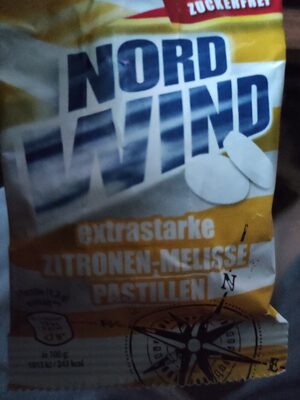 ZUCKERFREI
NORD
WIND
extrastarke
ZITRONEN-MELISSE
PASTILLEN
N